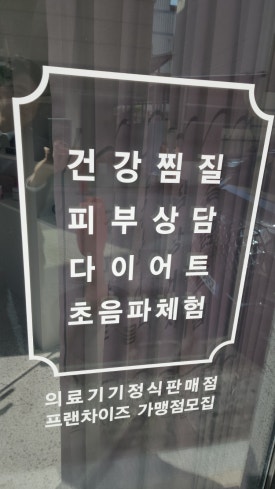 건강찜질
피부상담
다이어트
초음파체험
의료기기정식판매점
프랜차이즈 가맹점모집